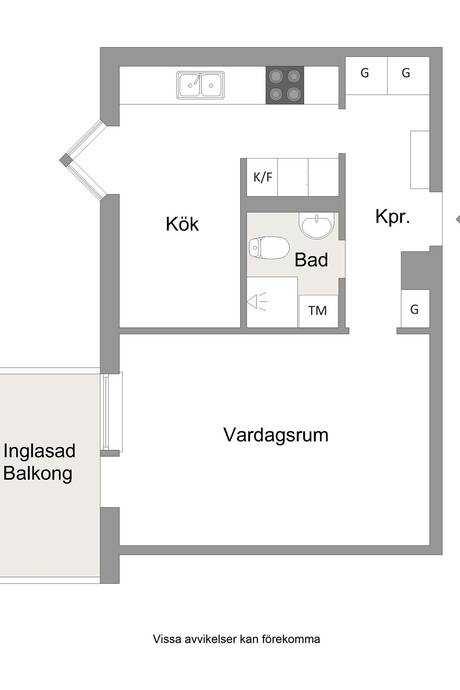 G
G
K/F
Kök
Kpr.
Bad
TM
G
Vardagsrum
Inglasad
Balkong
Vissa avvikelser kan förekomma